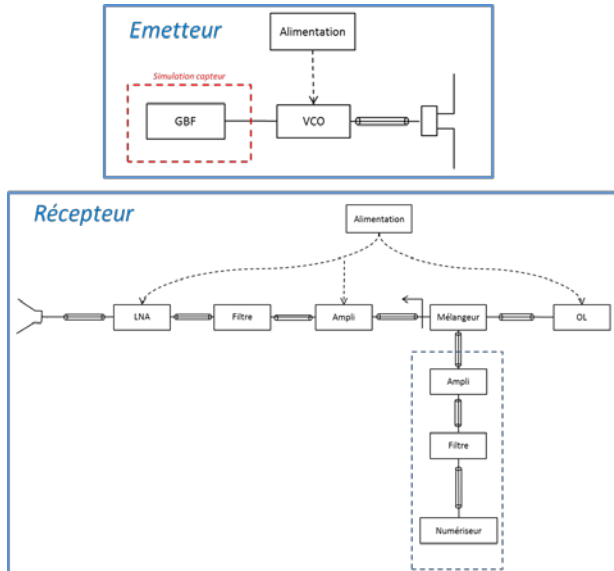 Emetteur
Alimentation
Simulation capteur
GBF
VCO
Récepteur
Alimentation
LNA
Filtre
Ampli
Mélangeur
OL
Ampli
Filtre
Numériseur